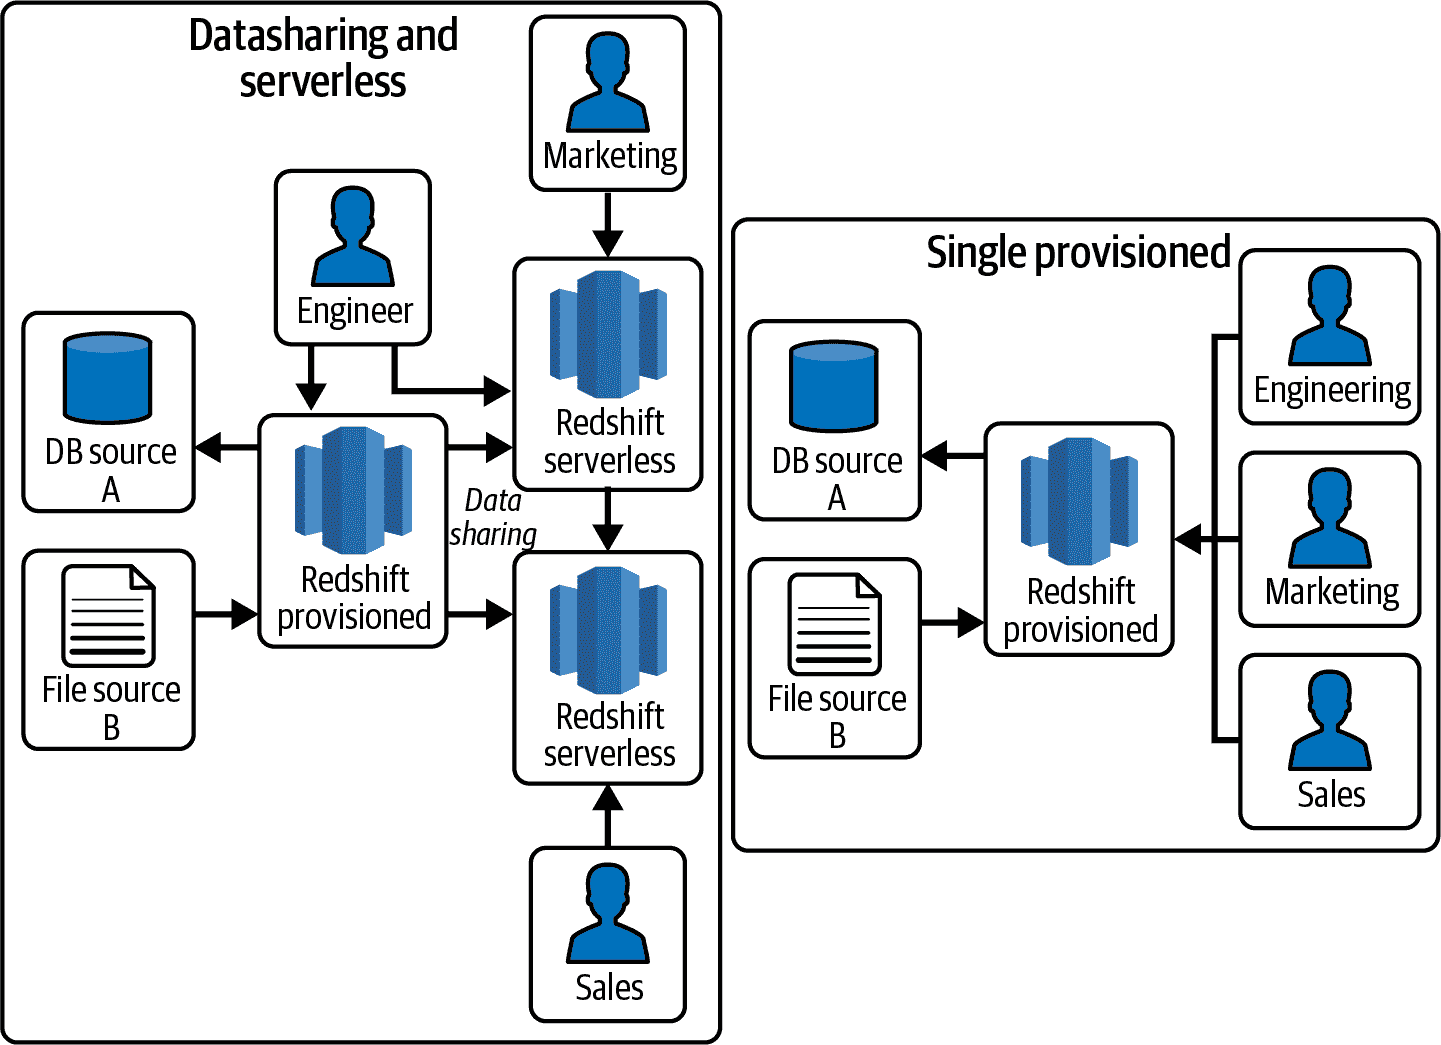 Datasharing and
serverless
Marketing
Engineer
Redshift
serverless
DB source
A
Data
sharing
Redshift
provisioned
File source
B
Redshift
serverless
Sales
Single provisioned
Engineering
DB source
A
Redshift
provisioned
Marketing
File source
B
Sales